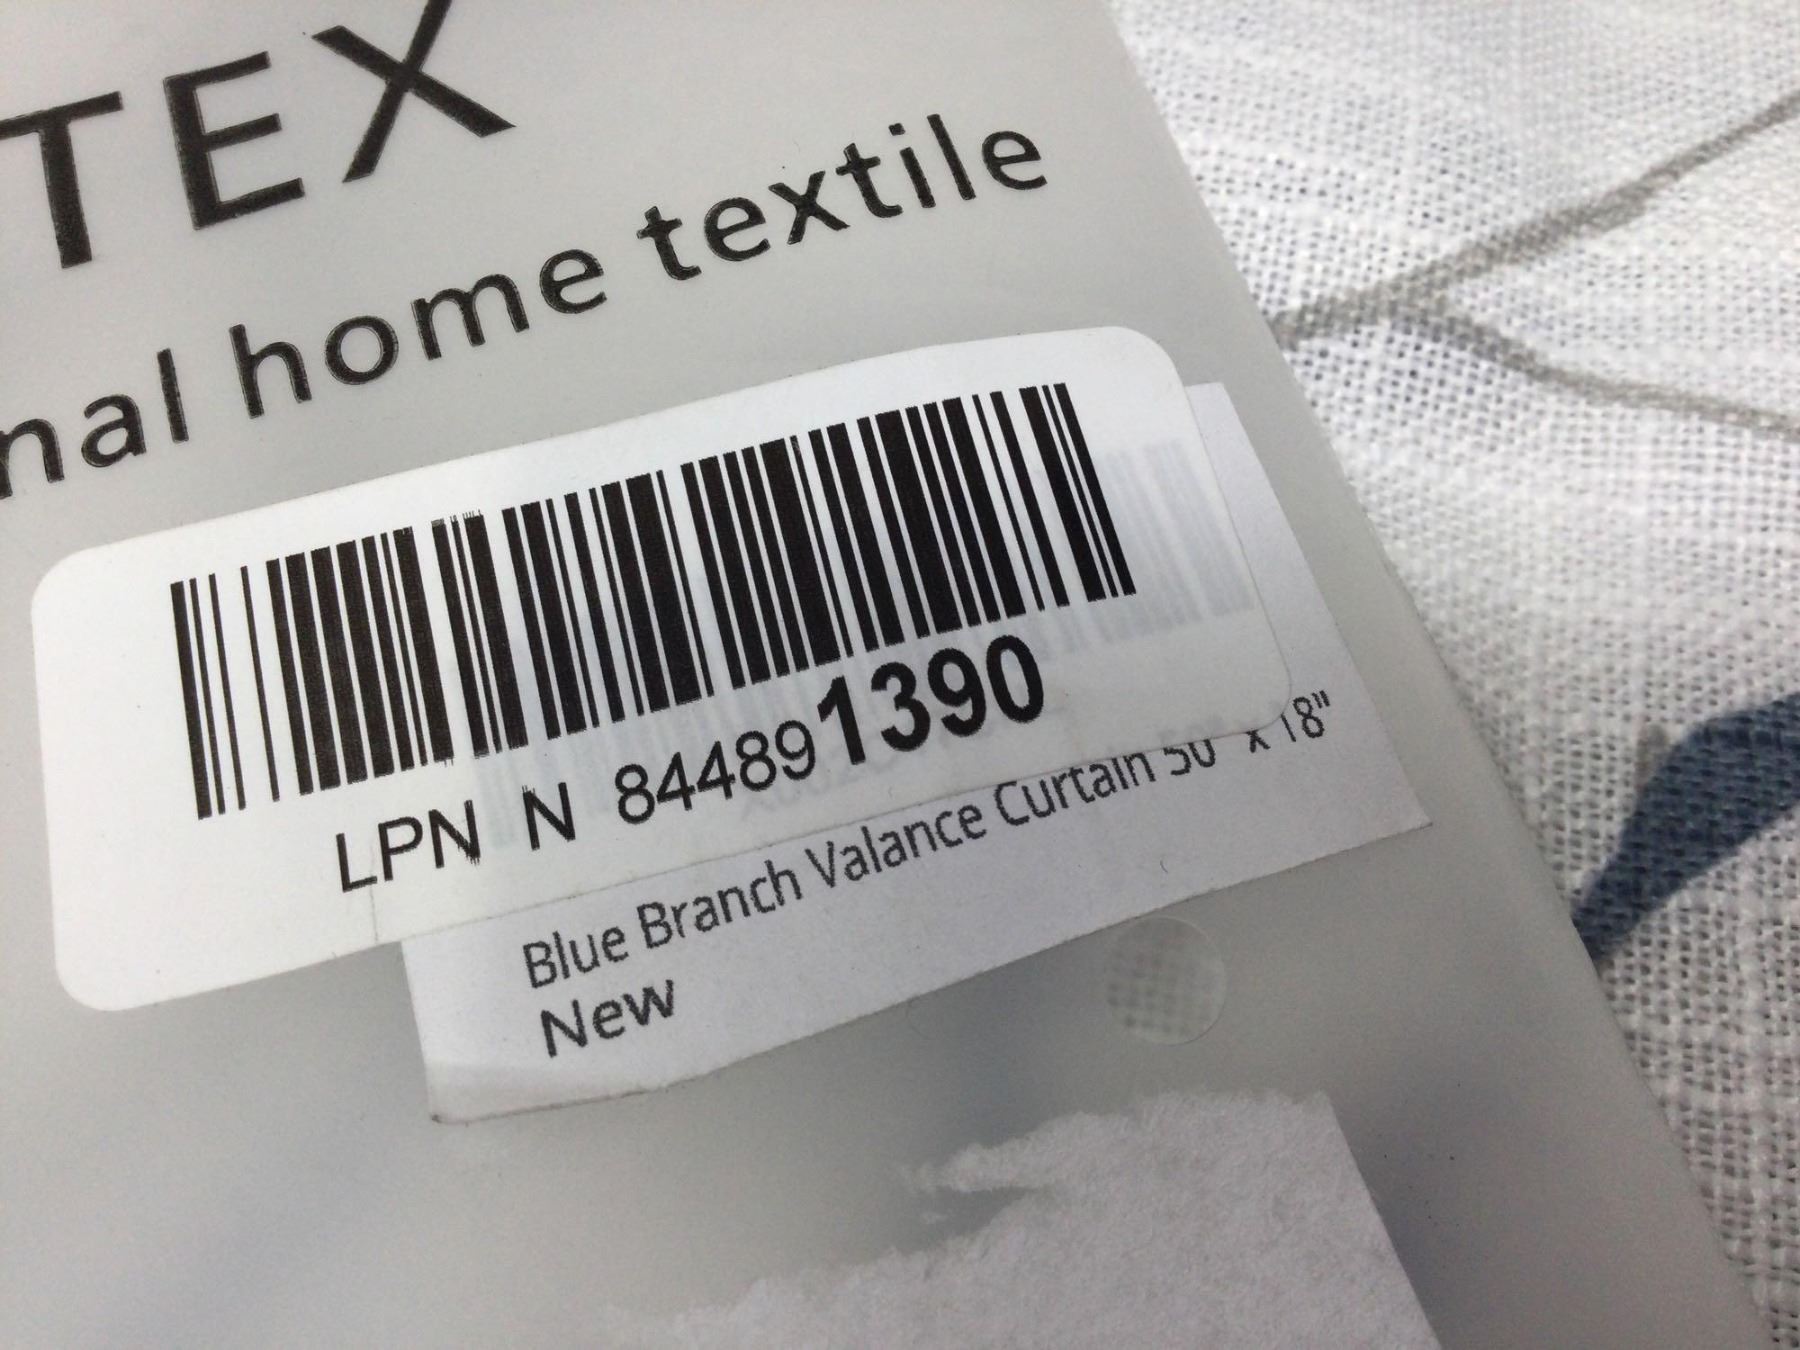 TEX
nal home textile
LPN N 844891390
Blue Branch Valance Curtain 50" x 18"
New